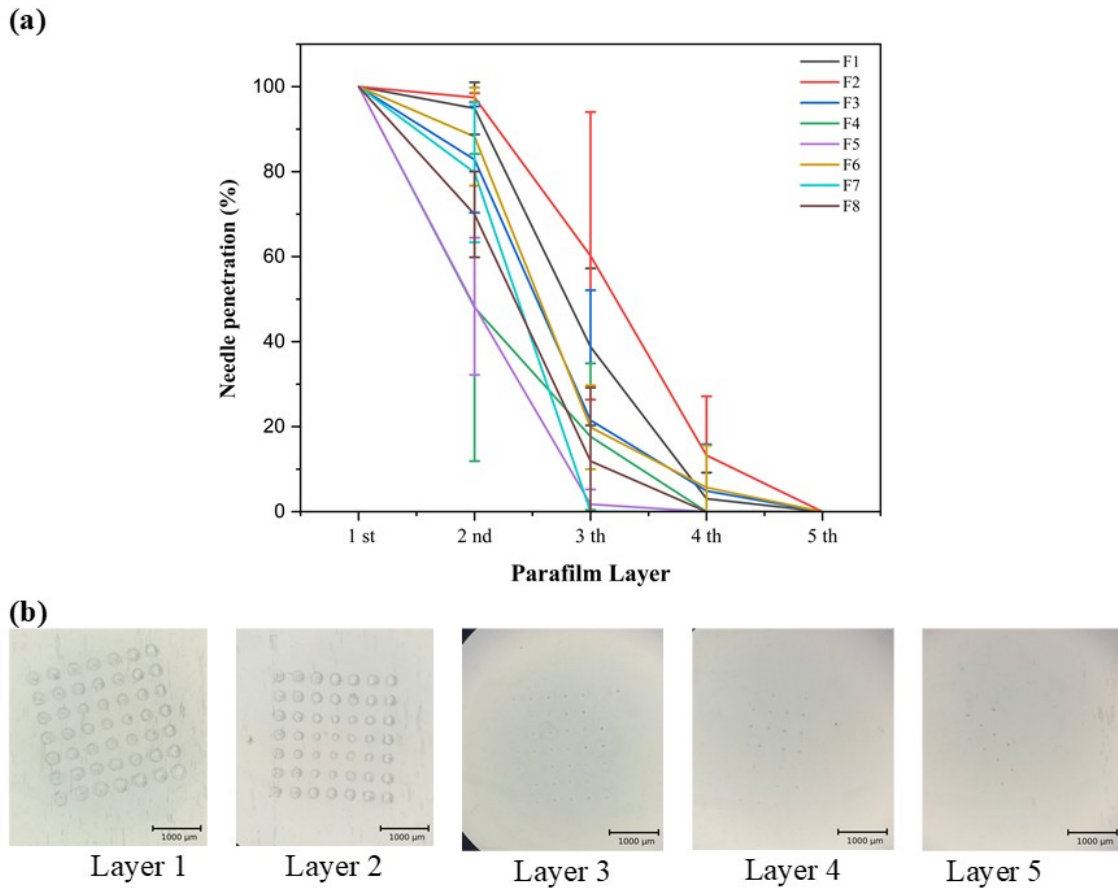 (a)
Needle penetration (%)
100
80
60
40
20
0
F1
F2
F3
F4
F5
F6
F7
F8
1 st
2 nd
3 th
4 th
5 th
Parafilm Layer
(b)
1000 µm
1000 µm
1000 µm
1000 µm
1000 µm
Layer 1
Layer 2
Layer 3
Layer 4
Layer 5